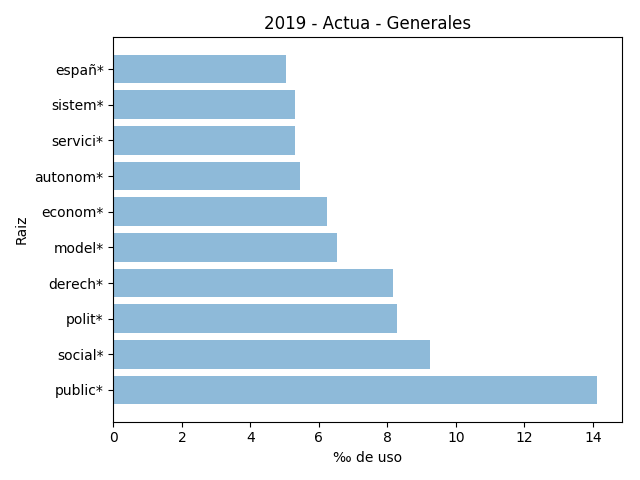 2019 - Actua - Generales
Raiz
españ*
sistem*
servici*
autonom*
econom*
model*
derech*
polit*
social*
public*
0 2 4 6 8 10 12 14
‰ de uso